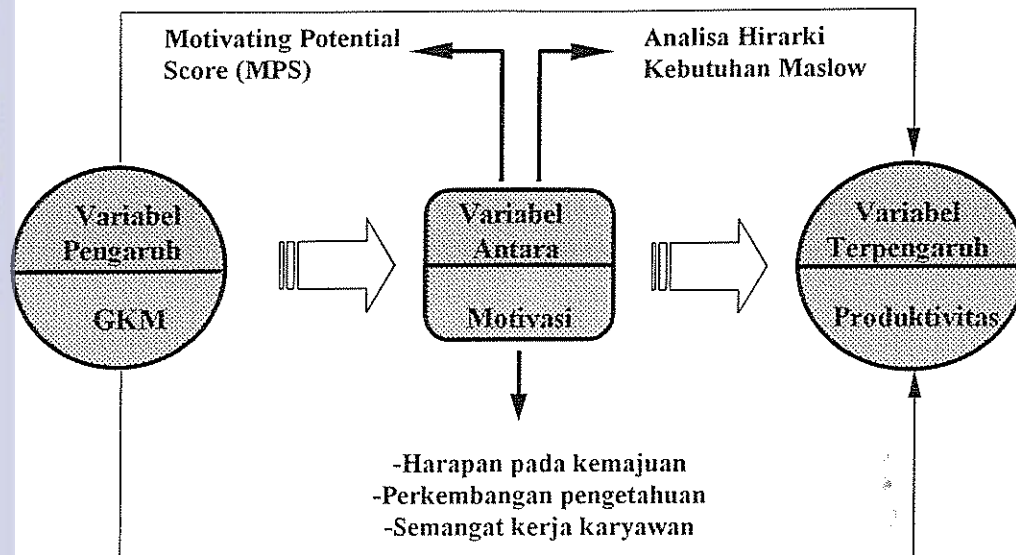 Motivating Potential
Score (MPS)
Analisa Hirarki
Kebutuhan Maslow
Variabel
Pengaruh
GKM
Variabel
Antara
Motivasi
Variabel
Terpengaruh
Produktivitas
-Harapan pada kemajuan
-Perkembangan pengetahuan
-Semangat kerja karyawan